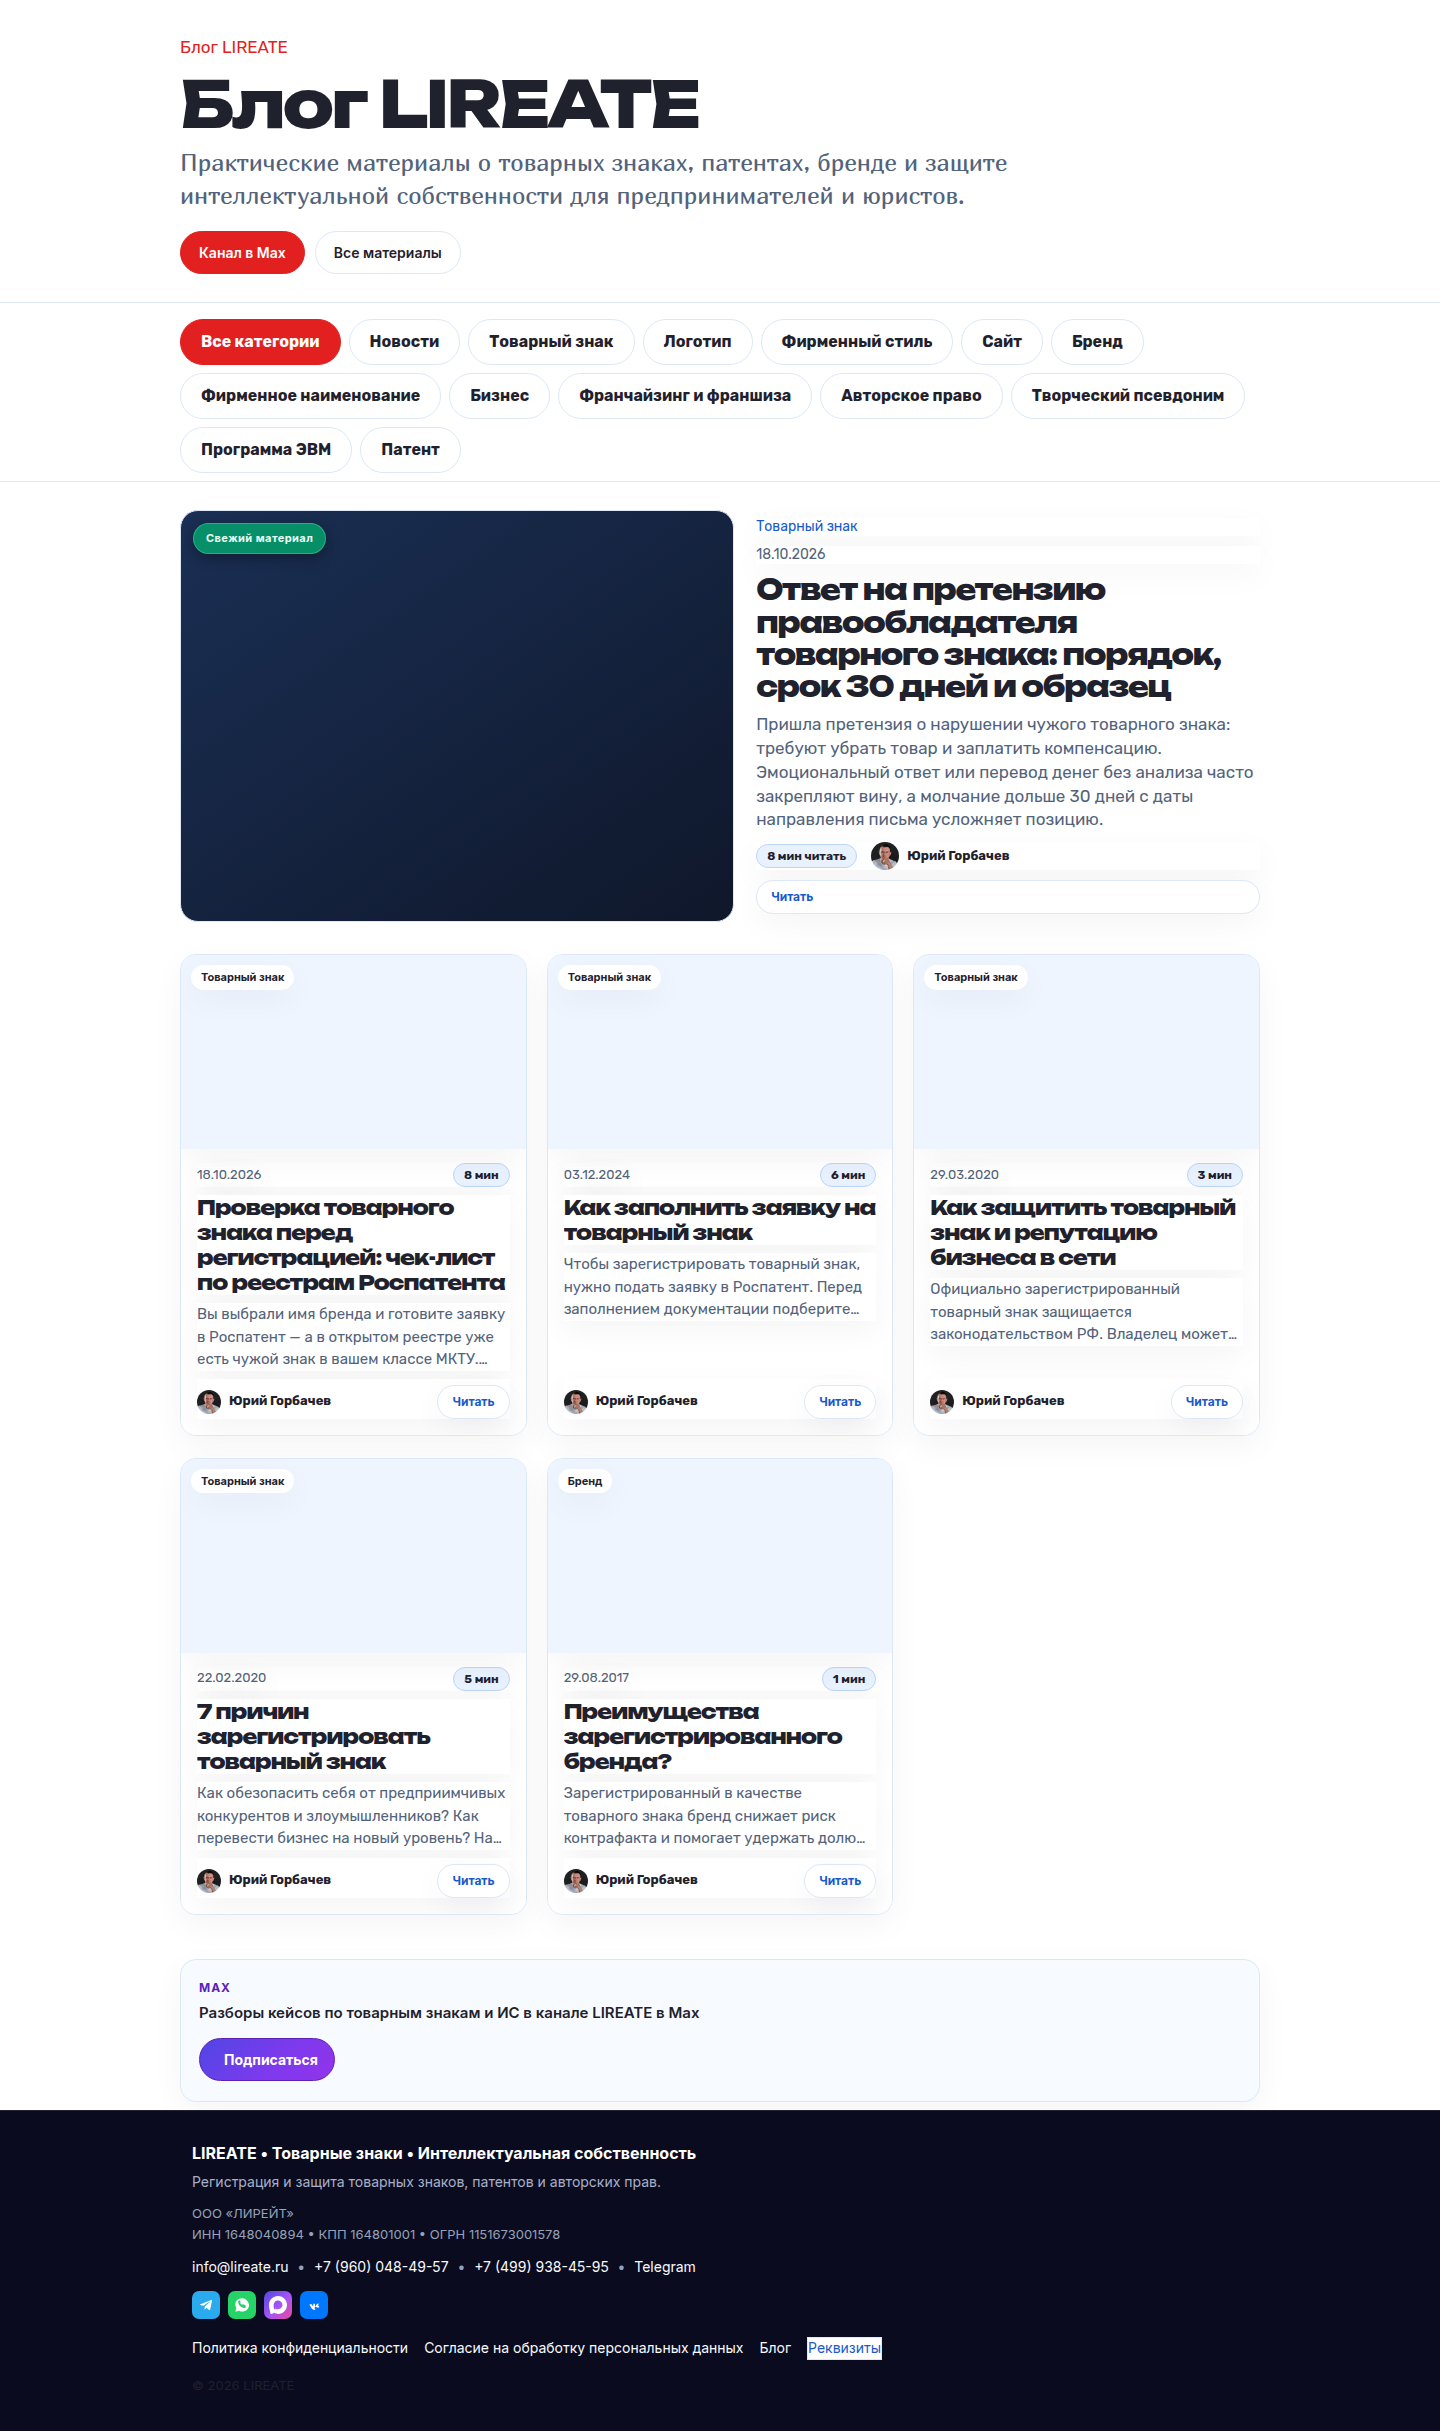 Блог LIREATE
Блог LIREATE
Практические материалы о товарных знаках, патентах, бренде и защите
интеллектуальной собственности для предпринимателей и юристов.
Канал в Max
Все материалы
Все категории
Новости
Товарный знак
Логотип
Фирменный стиль
Сайт
Бренд
Фирменное наименование
Бизнес
Франчайзинг и франшиза
Авторское право
Творческий псевдоним
Программа ЭВМ
Патент
Свежий материал
Товарный знак
18.10.2026
Ответ на претензию
правообладателя
товарного знака: порядок,
срок 30 дней и образец
Пришла претензия о нарушении чужого товарного знака:
требуют убрать товар и заплатить компенсацию.
Эмоциональный ответ или перевод денег без анализа часто
закрепляют вину, а молчание дольше 30 дней с даты
направления письма усложняет позицию.
8 мин читать
Юрий Горбачев
Читать
Товарный знак
18.10.2026
8 мин
Проверка товарного
знака перед
регистрацией: чек-лист
по реестрам Роспатента
Вы выбрали имя бренда и готовите заявку
в Роспатент — а в открытом реестре уже
есть чужой знак в вашем классе МКТУ.…
Юрий Горбачев
Читать
Товарный знак
03.12.2024
6 мин
Как заполнить заявку на
товарный знак
Чтобы зарегистрировать товарный знак,
нужно подать заявку в Роспатент. Перед
заполнением документации подберите…
Юрий Горбачев
Читать
Товарный знак
29.03.2020
3 мин
Как защитить товарный
знак и репутацию
бизнеса в сети
Официально зарегистрированный
товарный знак защищается
законодательством РФ. Владелец может…
Юрий Горбачев
Читать
Товарный знак
22.02.2020
5 мин
7 причин
зарегистрировать
товарный знак
Как обезопасить себя от предприимчивых
конкурентов и злоумышленников? Как
перевести бизнес на новый уровень? На…
Юрий Горбачев
Читать
Бренд
29.08.2017
1 мин
Преимущества
зарегистрированного
бренда?
Зарегистрированный в качестве
товарного знака бренд снижает риск
контрафакта и помогает удержать долю…
Юрий Горбачев
Читать
MAX
Разборы кейсов по товарным знакам и ИС в канале LIREATE в Max
Подписаться
LIREATE • Товарные знаки • Интеллектуальная собственность
Регистрация и защита товарных знаков, патентов и авторских прав.
ООО «ЛИРЕЙТ»
ИНН 1648040894 • КПП 164801001 • ОГРН 1151673001578
info@lireate.ru • +7 (960) 048-49-57 • +7 (499) 938-45-95 • Telegram
Политика конфиденциальности Согласие на обработку персональных данных Блог Реквизиты
© 2026 LIREATE